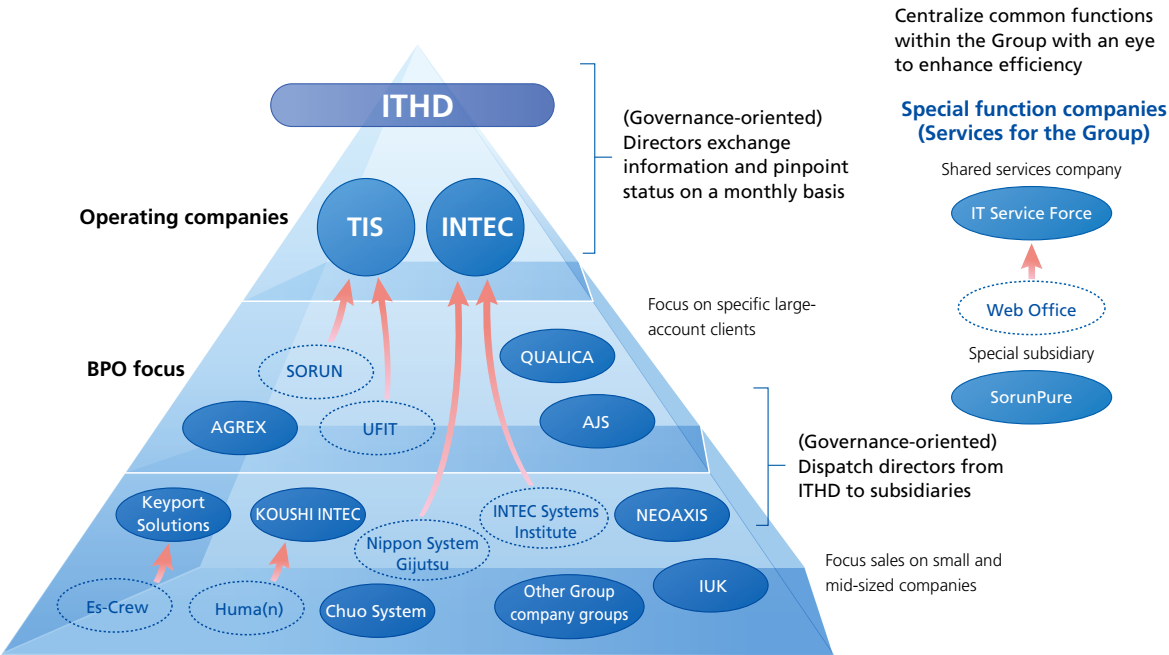 Centralize common functions
within the Group with an eye
to enhance efficiency
ITHD
Special function companies
(Services for the Group)
(Governance-oriented)
Directors exchange
information and pinpoint
status on a monthly basis
Shared services company
Operating companies
TIS
INTEC
IT Service Force
Focus on specific large-
account clients
Web Office
BPO focus
SORUN
QUALICA
Special subsidiary
SorunPure
AGREX
UFIT
AJS
(Governance-oriented)
Dispatch directors from
ITHD to subsidiaries
Keyport
Solutions
KOUSHI INTEC
INTEC Systems
Institute
NEOAXIS
Nippon System
Gijutsu
Focus sales on small and
mid-sized companies
Es-Crew
Huma(n)
Chuo System
Other Group
company groups
IUK